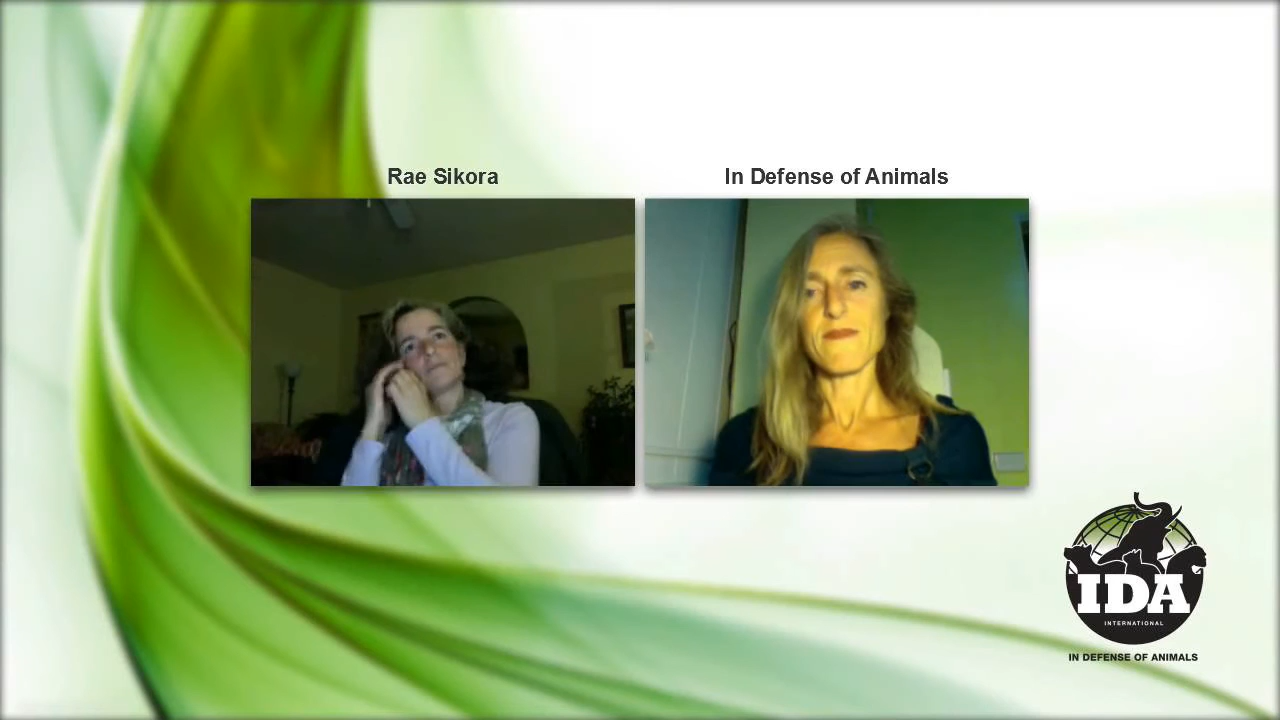 Rae Sikora
In Defense of Animals
IDA
INTERNATIONAL
IN DEFENSE OF ANIMALS